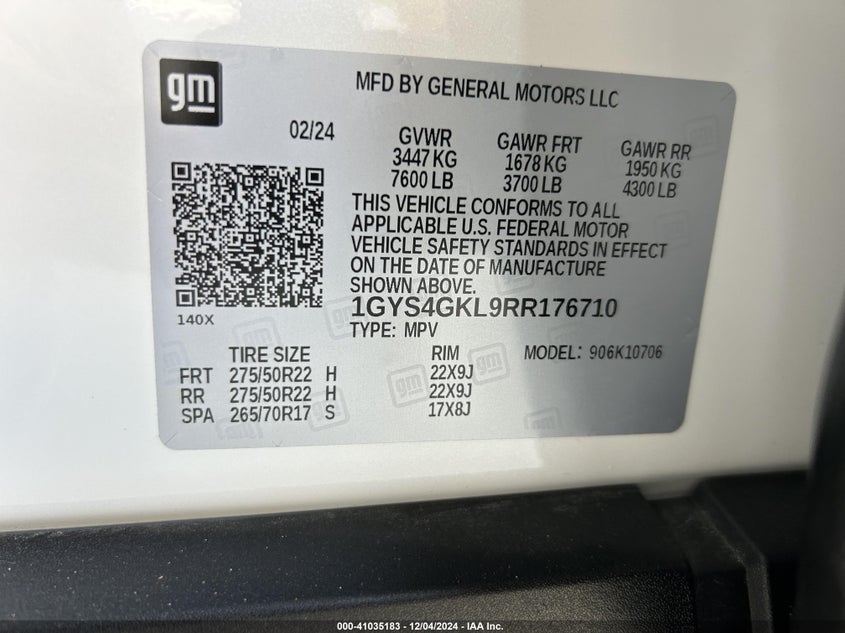 gm
MFD BY GENERAL MOTORS LLC
02/24
GVWR
3447 KG
7600 LB
GAWR FRT
1678 KG
3700 LB
GAWR RR
1950 KG
4300 LB
THIS VEHICLE CONFORMS TO ALL
APPLICABLE U.S. FEDERAL MOTOR
VEHICLE SAFETY STANDARDS IN EFFECT
ON THE DATE OF MANUFACTURE
SHOWN ABOVE.
140X
1GYS4GKL9RR176710
TYPE: MPV
TIRE SIZE RIM MODEL: 906K10706
FRT 275/50R22 H 22X9J
RR 275/50R22 H 22X9J
SPA 265/70R17 S 17X8J
000-41035183 - 12/04/2024 - IAA Inc.